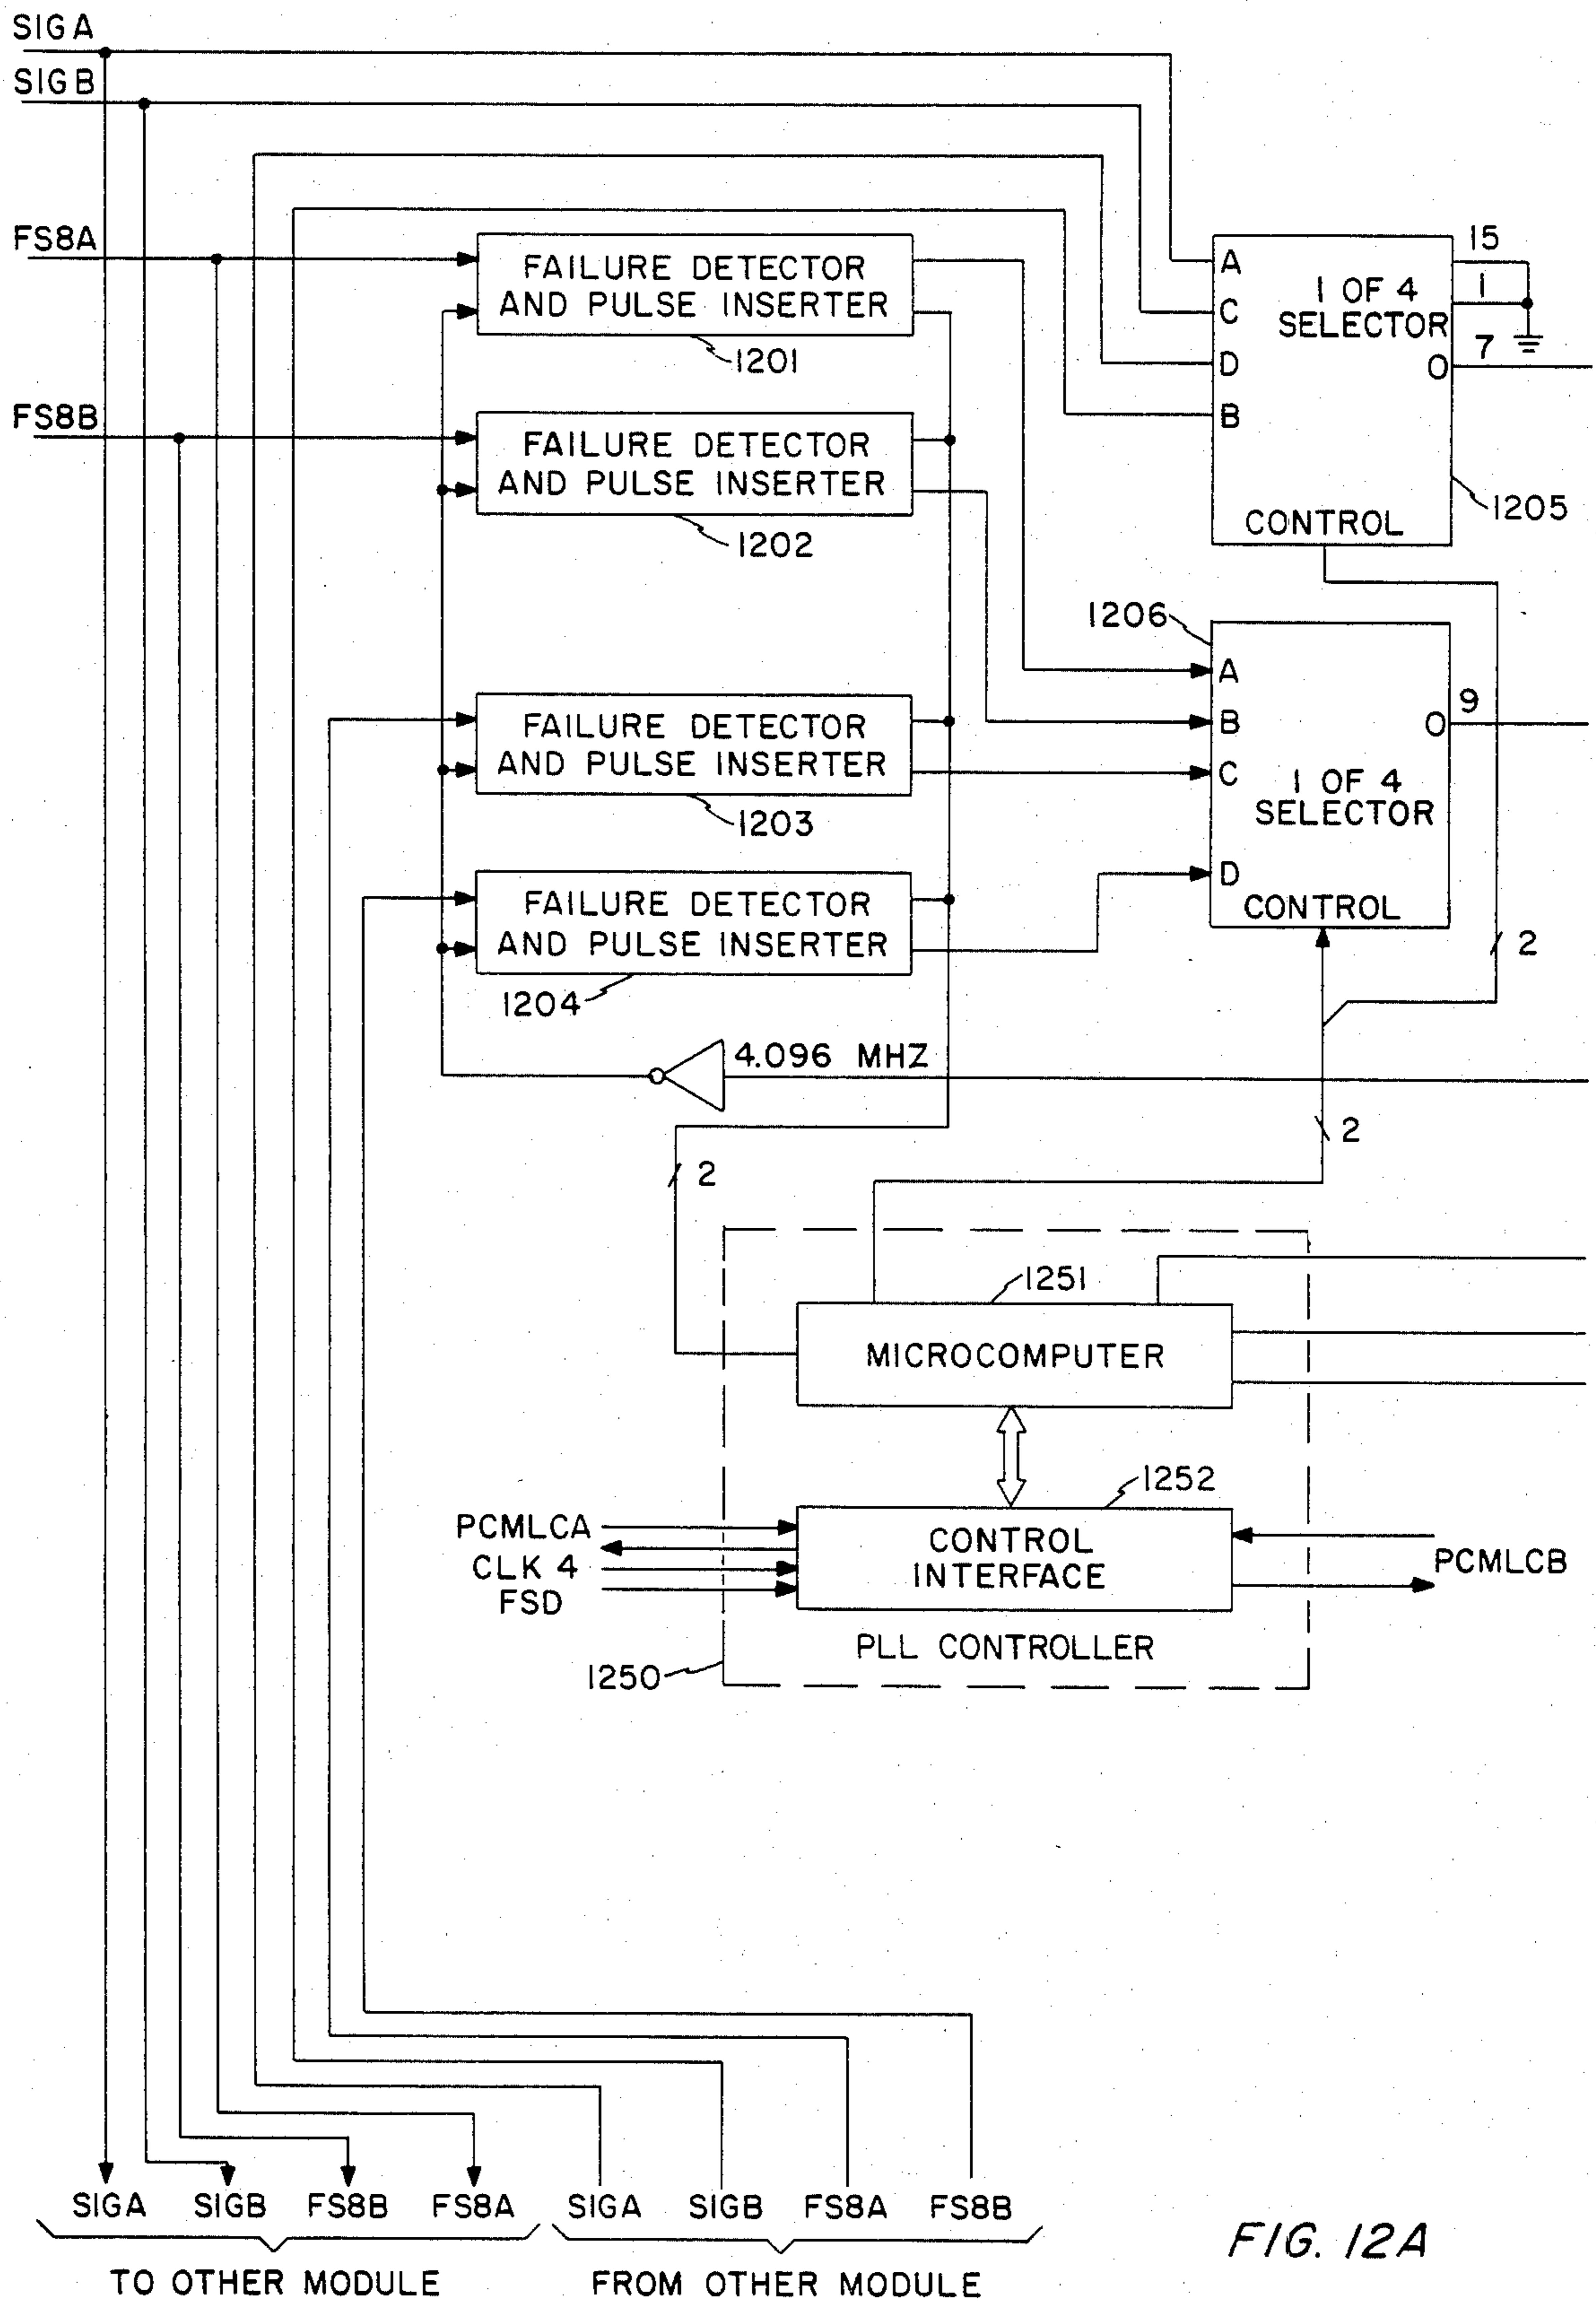 SIGA
SIGB
FS8A
FS8B
FAILURE DETECTOR
AND PULSE INSERTER
1201
FAILURE DETECTOR
AND PULSE INSERTER
1202
FAILURE DETECTOR
AND PULSE INSERTER
1203
FAILURE DETECTOR
AND PULSE INSERTER
1204
A
C
D
B
1 OF 4
SELECTOR
O
CONTROL
15
1
7
1205
1206
A
B
C
D
O
1 OF 4
SELECTOR
CONTROL
9
2
4.096 MHZ
2
2
1251
MICROCOMPUTER
1252
PCMLCA
CLK 4
FSD
CONTROL
INTERFACE
PCMLCB
PLL CONTROLLER
1250
SIGA SIGB FS8B FS8A SIGA SIGB FS8A FS8B
TO OTHER MODULE FROM OTHER MODULE
FIG. 12A